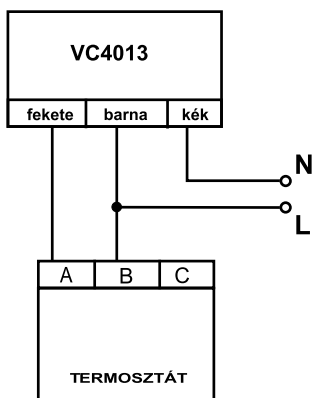 VC4013
fekete barna kék
N
L
A B C
TERMOSZTÁT